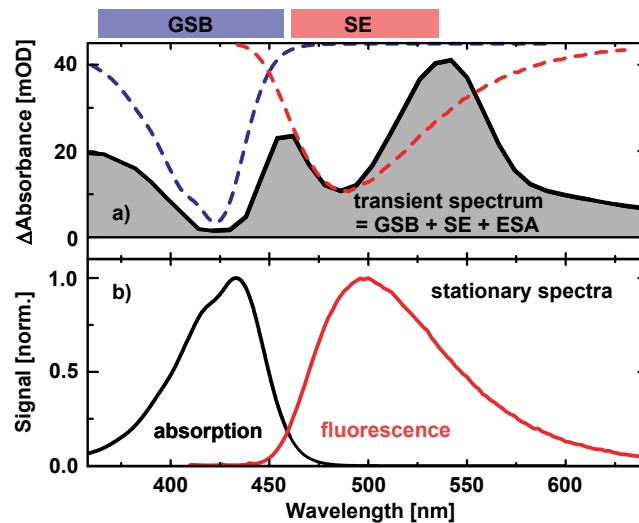 GSB SE
ΔAbsorbance [mOD]
40
20
0
a)
transient spectrum
= GSB + SE + ESA
Signal [norm.]
1.0
0.5
0.0
b)
stationary spectra
absorption fluorescence
400 450 500 550 600
Wavelength [nm]